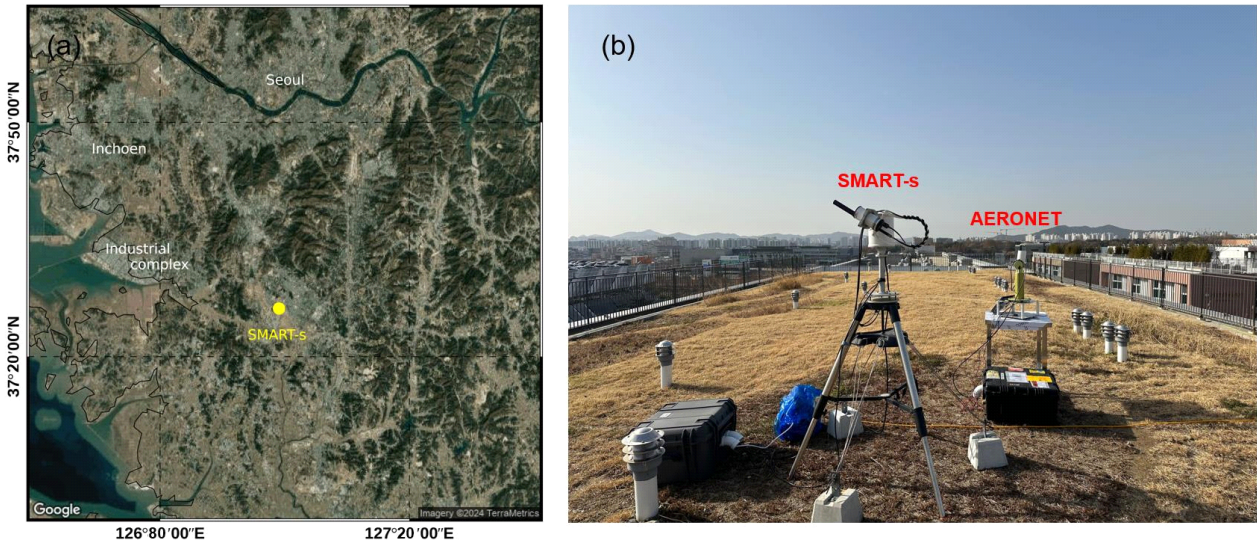 (a)
Seoul
37°50′00″N
Inchoen
Industrial
complex
SMART-s
37°20′00″N
Google
Imagery ©2024 TerraMetrics
126°80′00″E
127°20′00″E
(b)
SMART-s
AERONET